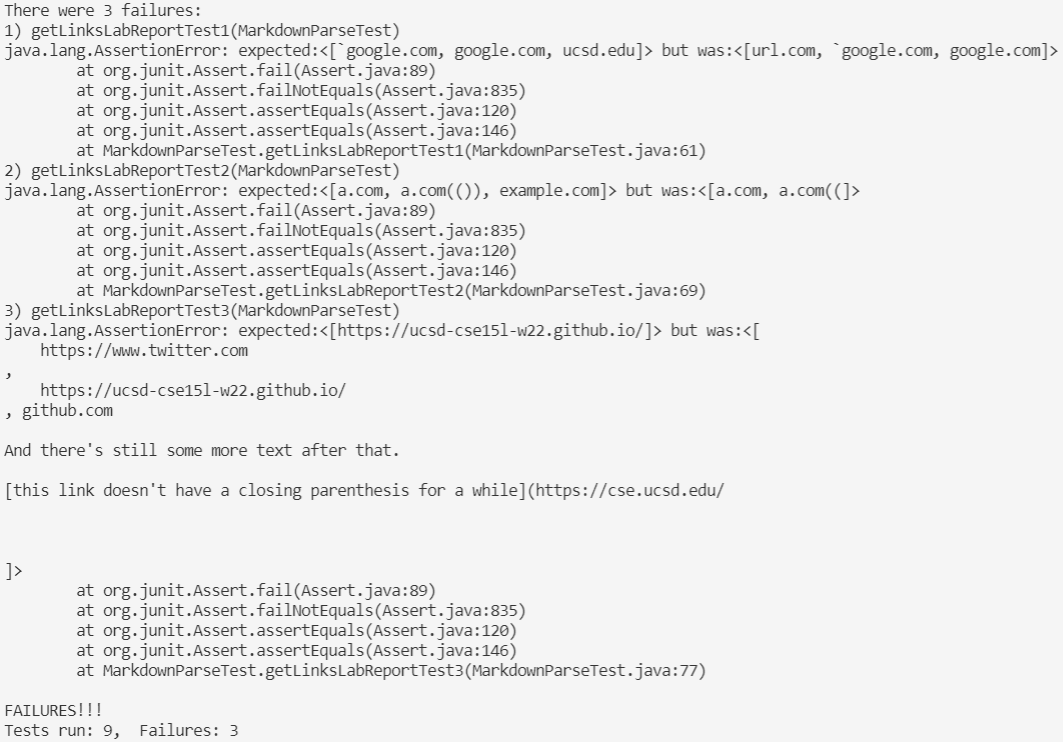 There were 3 failures:
1) getLinksLabReportTest1(MarkdownParseTest)
java.lang.AssertionError: expected:<[`google.com, google.com, ucsd.edu]> but was:<[url.com, `google.com, google.com]>
        at org.junit.Assert.fail(Assert.java:89)
        at org.junit.Assert.failNotEquals(Assert.java:835)
        at org.junit.Assert.assertEquals(Assert.java:120)
        at org.junit.Assert.assertEquals(Assert.java:146)
        at MarkdownParseTest.getLinksLabReportTest1(MarkdownParseTest.java:61)
2) getLinksLabReportTest2(MarkdownParseTest)
java.lang.AssertionError: expected:<[a.com, a.com(()), example.com]> but was:<[a.com, a.com((]>
        at org.junit.Assert.fail(Assert.java:89)
        at org.junit.Assert.failNotEquals(Assert.java:835)
        at org.junit.Assert.assertEquals(Assert.java:120)
        at org.junit.Assert.assertEquals(Assert.java:146)
        at MarkdownParseTest.getLinksLabReportTest2(MarkdownParseTest.java:69)
3) getLinksLabReportTest3(MarkdownParseTest)
java.lang.AssertionError: expected:<[https://ucsd-cse15l-w22.github.io/]> but was:<[
    https://www.twitter.com
,
    https://ucsd-cse15l-w22.github.io/
, github.com

And there's still some more text after that.

[this link doesn't have a closing parenthesis for a while](https://cse.ucsd.edu/



]>
        at org.junit.Assert.fail(Assert.java:89)
        at org.junit.Assert.failNotEquals(Assert.java:835)
        at org.junit.Assert.assertEquals(Assert.java:120)
        at org.junit.Assert.assertEquals(Assert.java:146)
        at MarkdownParseTest.getLinksLabReportTest3(MarkdownParseTest.java:77)

FAILURES!!!
Tests run: 9,  Failures: 3